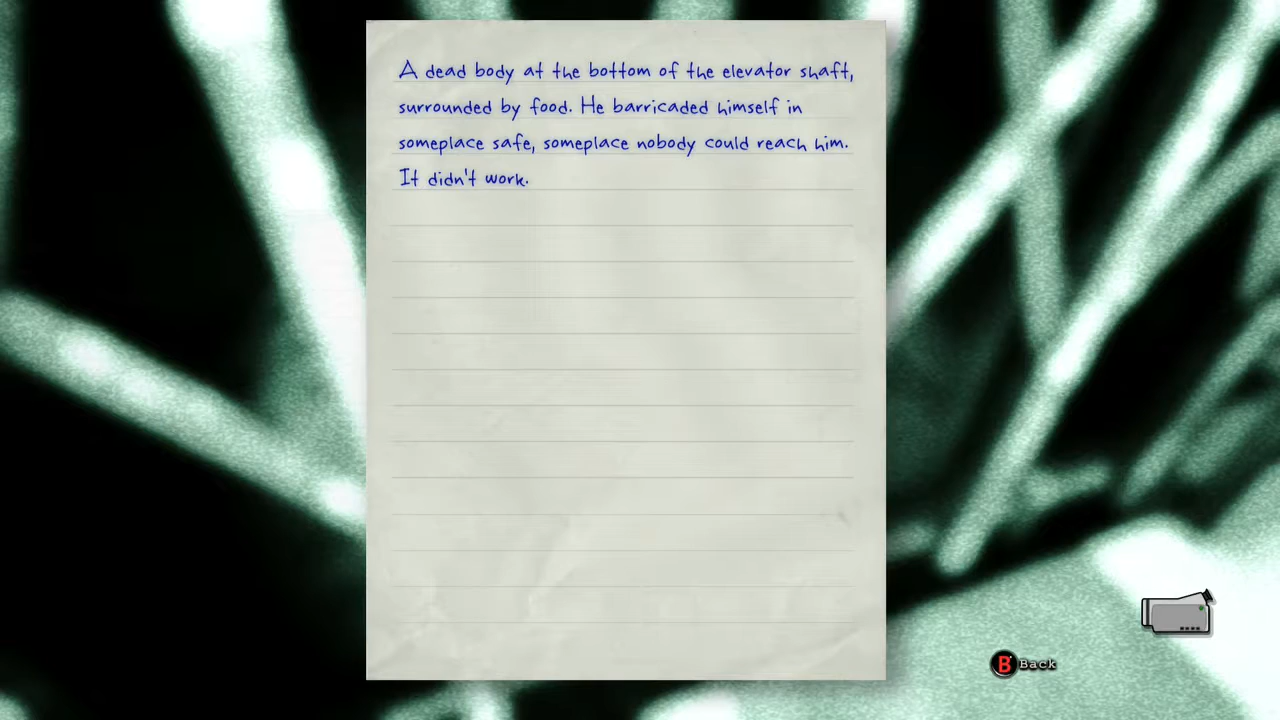 A dead body at the bottom of the elevator shaft,
surrounded by food. He barricaded himself in
someplace safe, someplace nobody could reach him.
It didn't work.
B Back